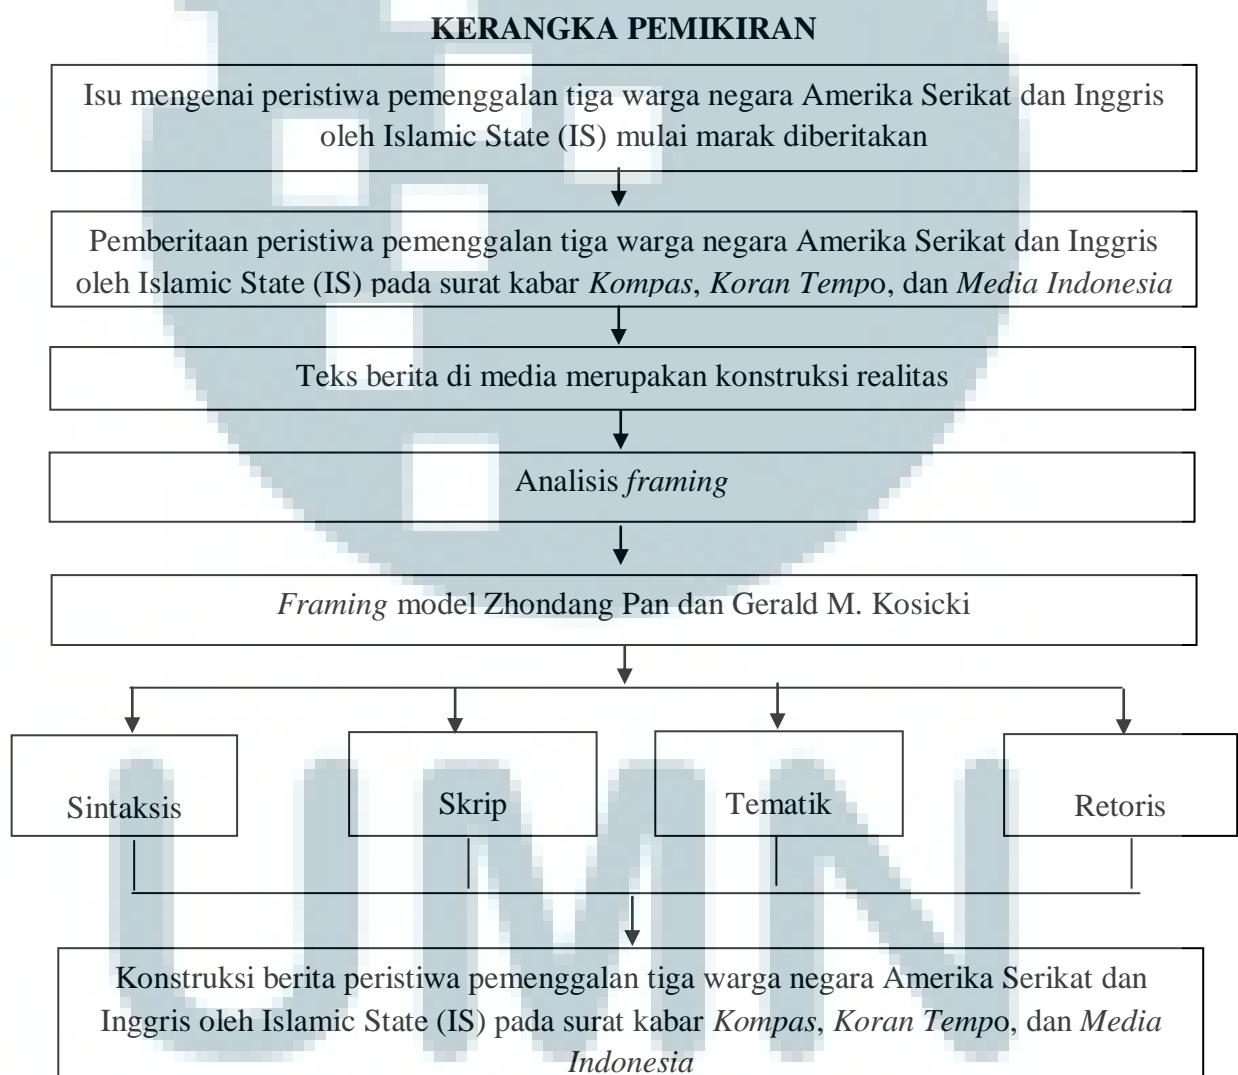 KERANGKA PEMIKIRAN
Isu mengenai peristiwa pemenggalan tiga warga negara Amerika Serikat dan Inggris
oleh Islamic State (IS) mulai marak diberitakan
Pemberitaan peristiwa pemenggalan tiga warga negara Amerika Serikat dan Inggris
oleh Islamic State (IS) pada surat kabar Kompas, Koran Tempo, dan Media Indonesia
Teks berita di media merupakan konstruksi realitas
Analisis framing
Framing model Zhondang Pan dan Gerald M. Kosicki
Sintaksis
Skrip
Tematik
Retoris
UMN
Konstruksi berita peristiwa pemenggalan tiga warga negara Amerika Serikat dan
Inggris oleh Islamic State (IS) pada surat kabar Kompas, Koran Tempo, dan Media
Indonesia